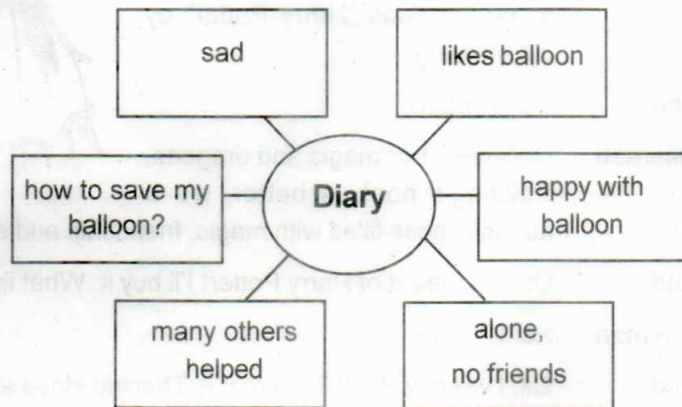 sad
likes balloon
how to save my
balloon?
Diary
happy with
balloon
many others
helped
alone,
no friends